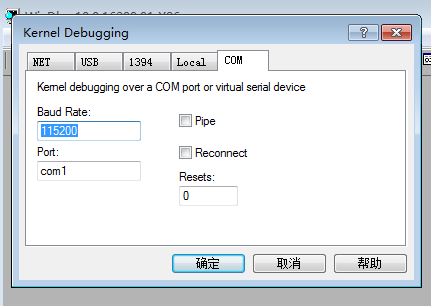 Kernel Debugging
NET USB 1394 Local COM
Kernel debugging over a COM port or virtual serial device
Baud Rate:
115200
Pipe
Port:
com1
Reconnect
Resets:
0
确定 取消 帮助